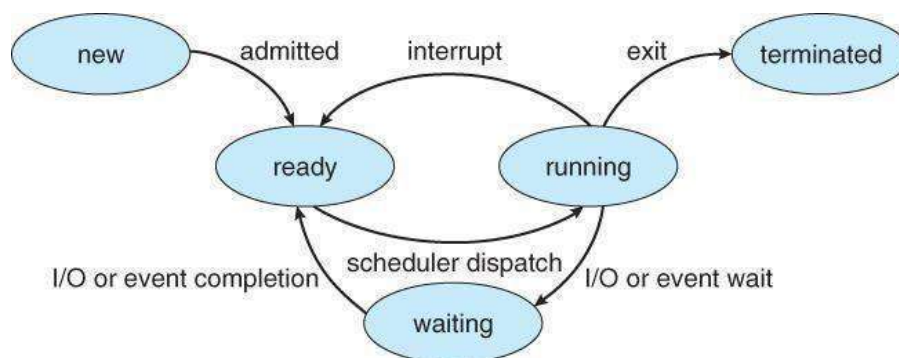 new
admitted
interrupt
exit
terminated
ready
running
I/O or event completion
scheduler dispatch
I/O or event wait
waiting